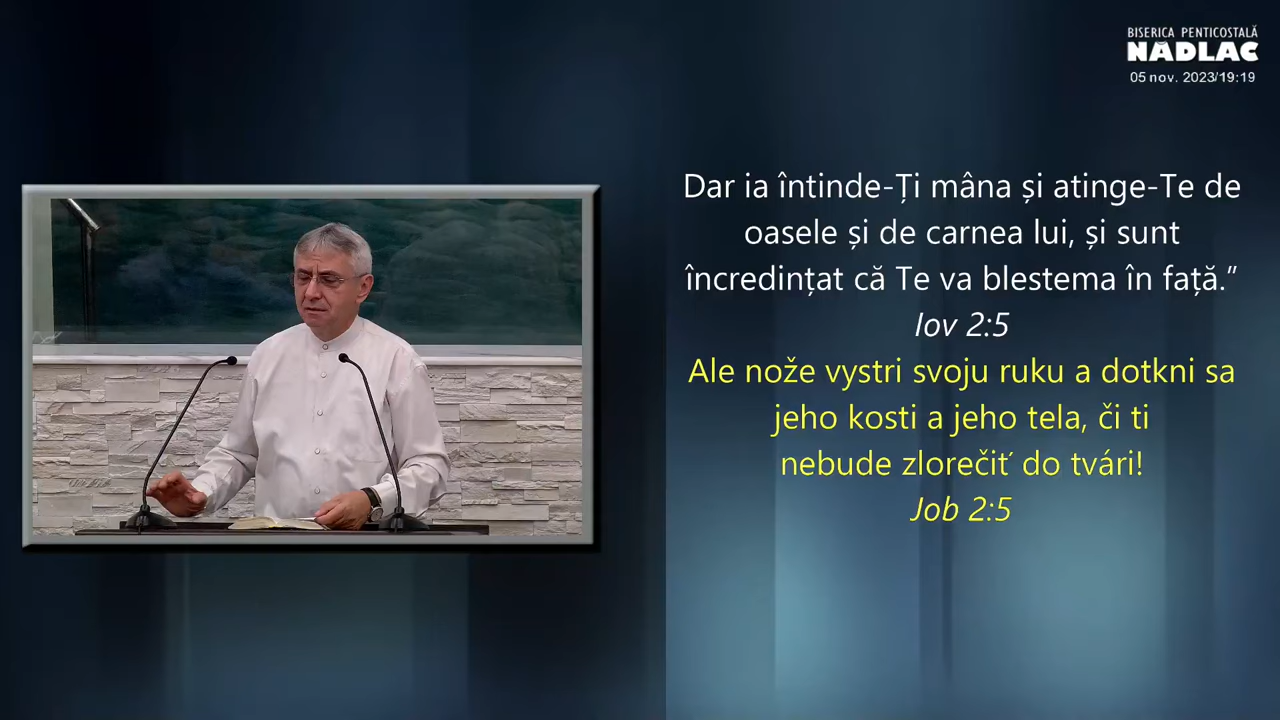 BISERICA PENTICOSTALĂ
NĂDLAC
05 nov. 2023/19:19
Dar ia întinde-Ți mâna și atinge-Te de
oasele și de carnea lui, și sunt
încredințat că Te va blestema în față.”
Iov 2:5
Ale nože vystri svoju ruku a dotkni sa
jeho kosti a jeho tela, či ti
nebude zlorečiť do tvári!
Job 2:5